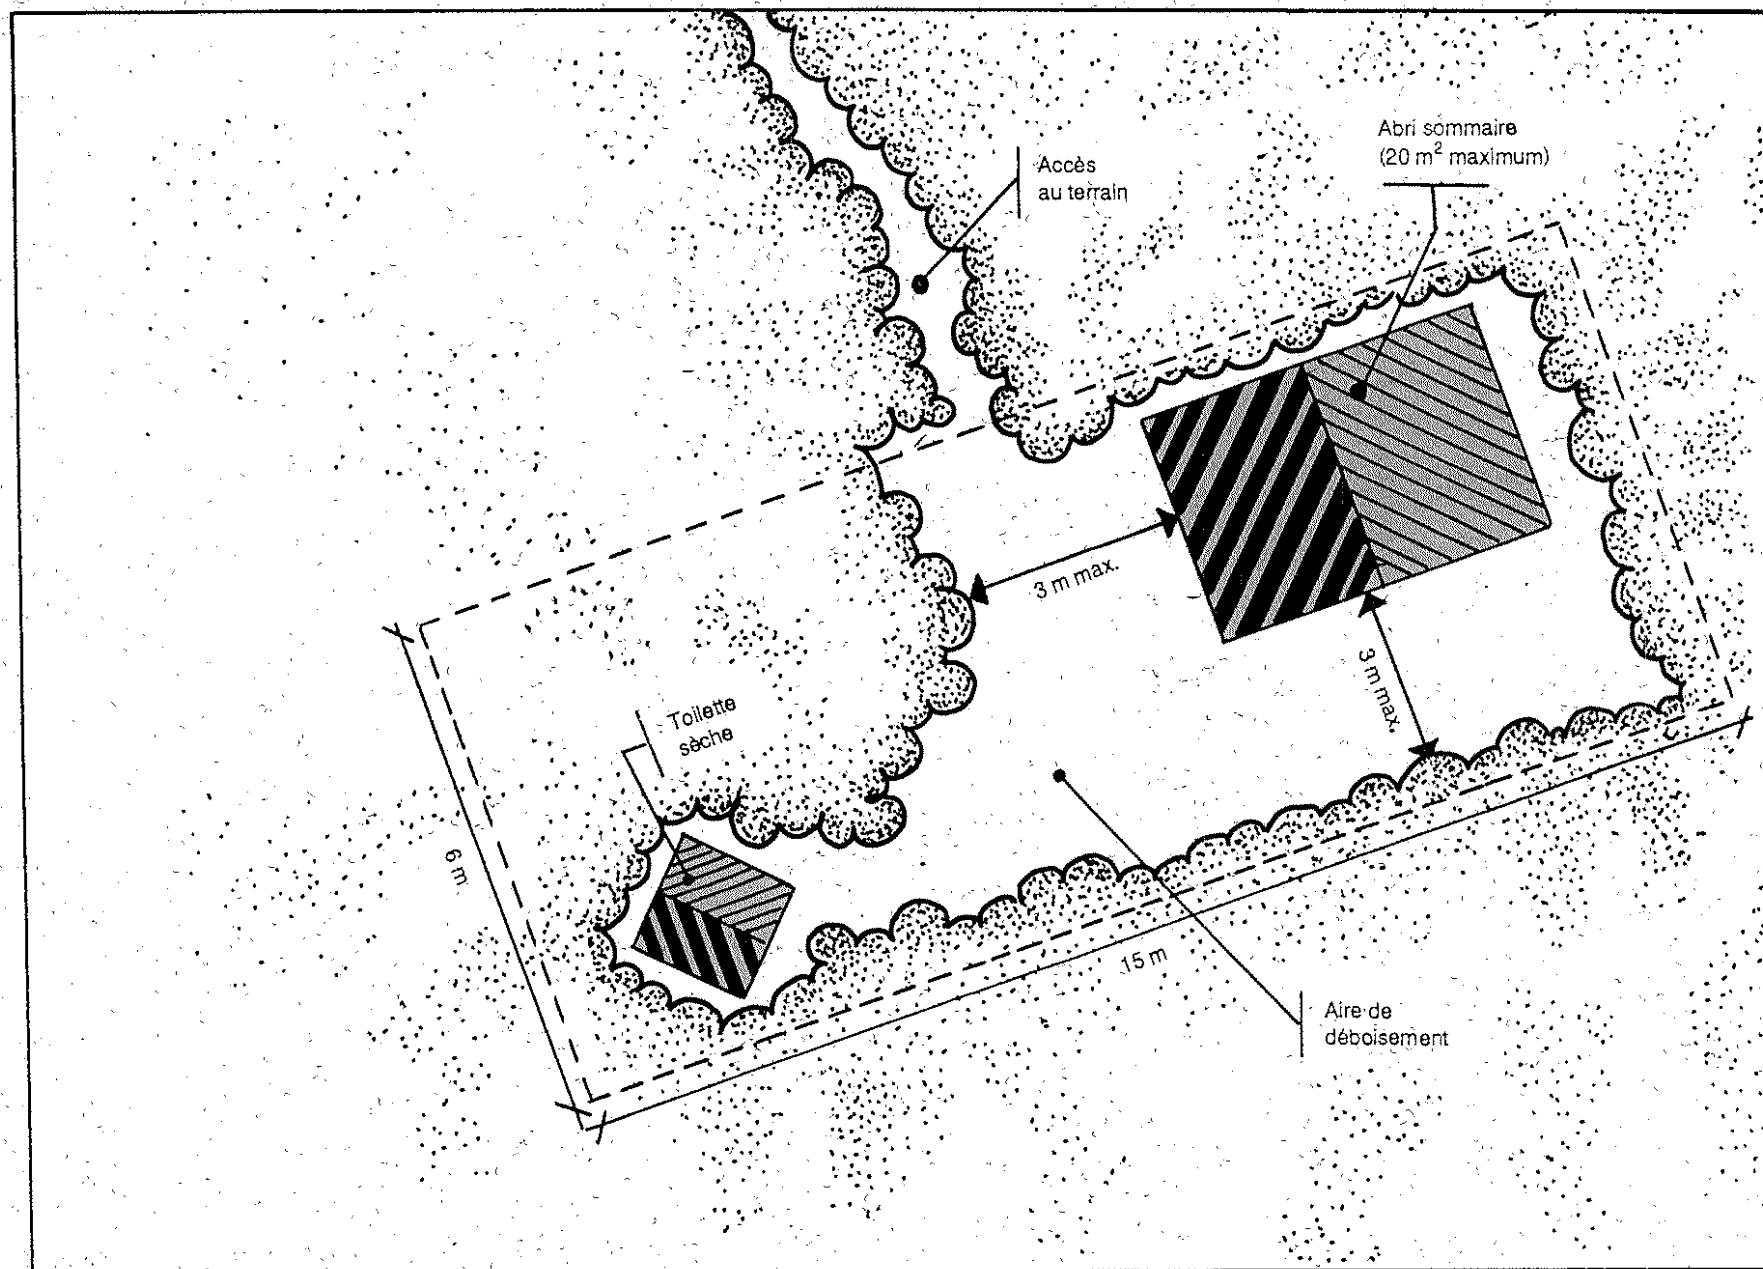 Abri sommaire
(20 m² maximum)
Accès
au terrain
3 m max.
3 m max.
Toilette
sèche
6 m
15 m
Aire de
déboisement